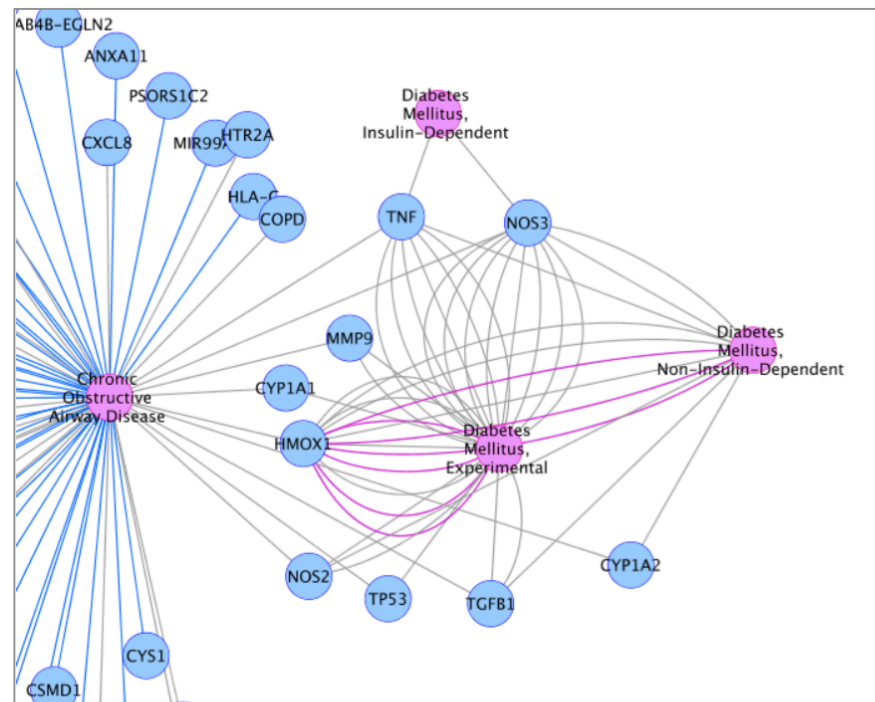 AB4B-EGLN2
ANXA11
PSORS1C2
CXCL8
HTR2A
HLA-
COPD
Diabetes
Mellitus,
Insulin-Dependent
TNF
NOS3
MMP9
Diabetes
Mellitus,
Non-Insulin-Dependent
Chronic
Obstructive
Airway Disease
CYP1A1
HMOX1
Diabetes
Mellitus,
Experimental
NOS2
TP53
TGFB1
CYP1A2
CYS1
CSMD1